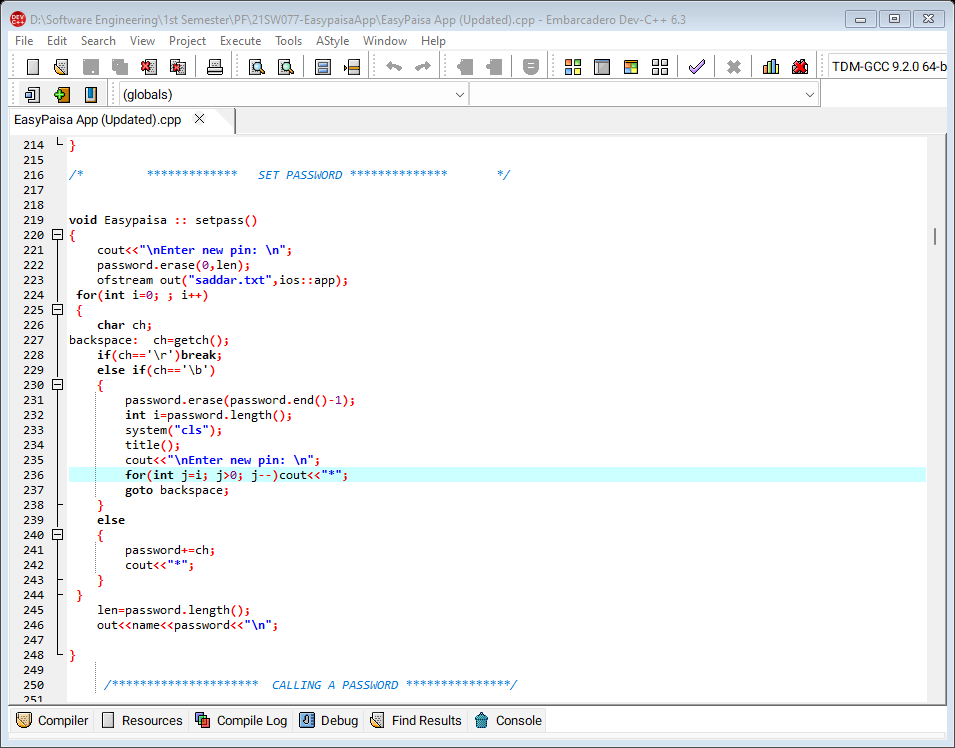 D:\Software Engineering\1st Semester\PF\21SW077-EasypaisaApp\EasyPaisa App (Updated).cpp - Embarcadero Dev-C++ 6.3
File Edit Search View Project Execute Tools AStyle Window Help
TDM-GCC 9.2.0 64-b
(globals)
EasyPaisa App (Updated).cpp
214 }
215
216 /* ************* SET PASSWORD ************** */
217
218
219 void Easypaisa :: setpass()
220 {
221 cout<<"\nEnter new pin: \n";
222 password.erase(0,len);
223 ofstream out("saddar.txt",ios::app);
224 for(int i=0; ; i++)
225 {
226 char ch;
227 backspace: ch=getch();
228 if(ch=='\r')break;
229 else if(ch=='\b')
230 {
231 password.erase(password.end()-1);
232 int i=password.length();
233 system("cls");
234 title();
235 cout<<"\nEnter new pin: \n";
236 for(int j=i; j>0; j--)cout<<"*";
237 goto backspace;
238 }
239 else
240 {
241 password+=ch;
242 cout<<"*";
243 }
244 }
245 len=password.length();
246 out<<name<<password<<"\n";
247
248 }
249
250 /********************* CALLING A PASSWORD ***************/
251
Compiler Resources Compile Log Debug Find Results Console